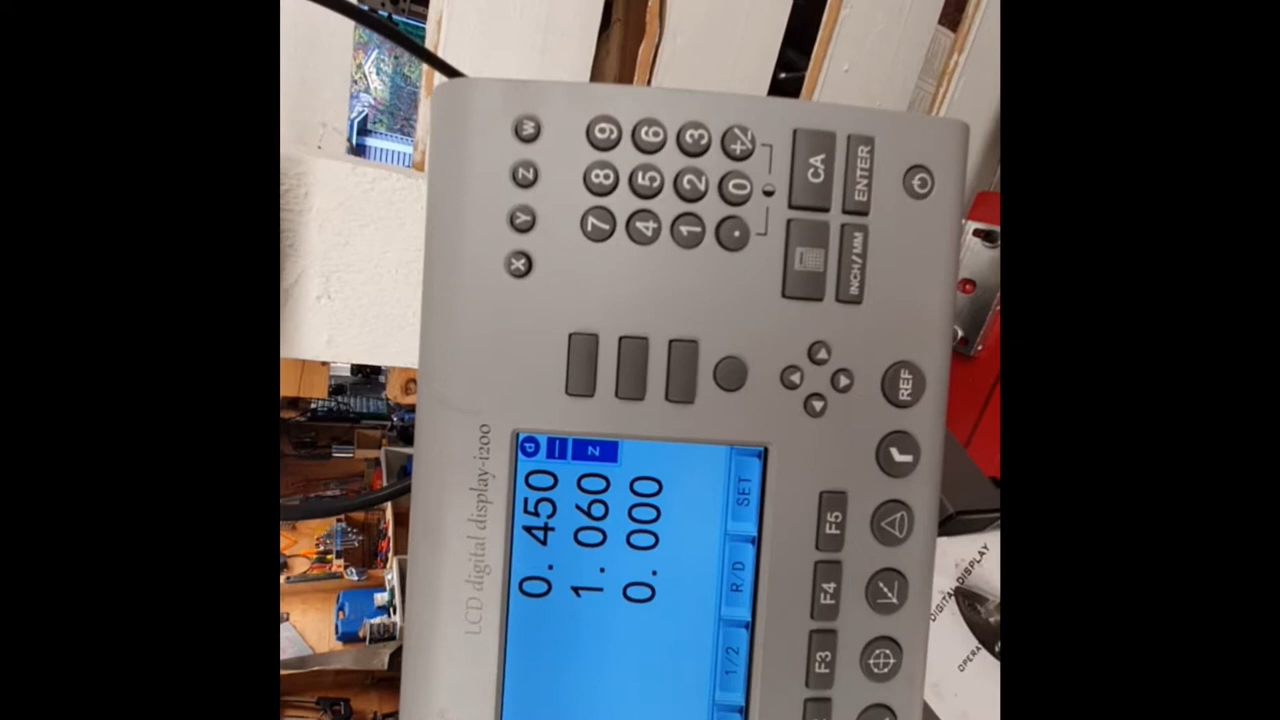 LCD digital display-i200
X Y Z W
0.450 d
1.060 Z
0.000
1/2 R/D SET
7 8 9
4 5 6
1 2 3
. 0 +/-
CA
INCH/MM ENTER
F3 F4 F5
REF
OPERA
DIGITAL DISPLAY